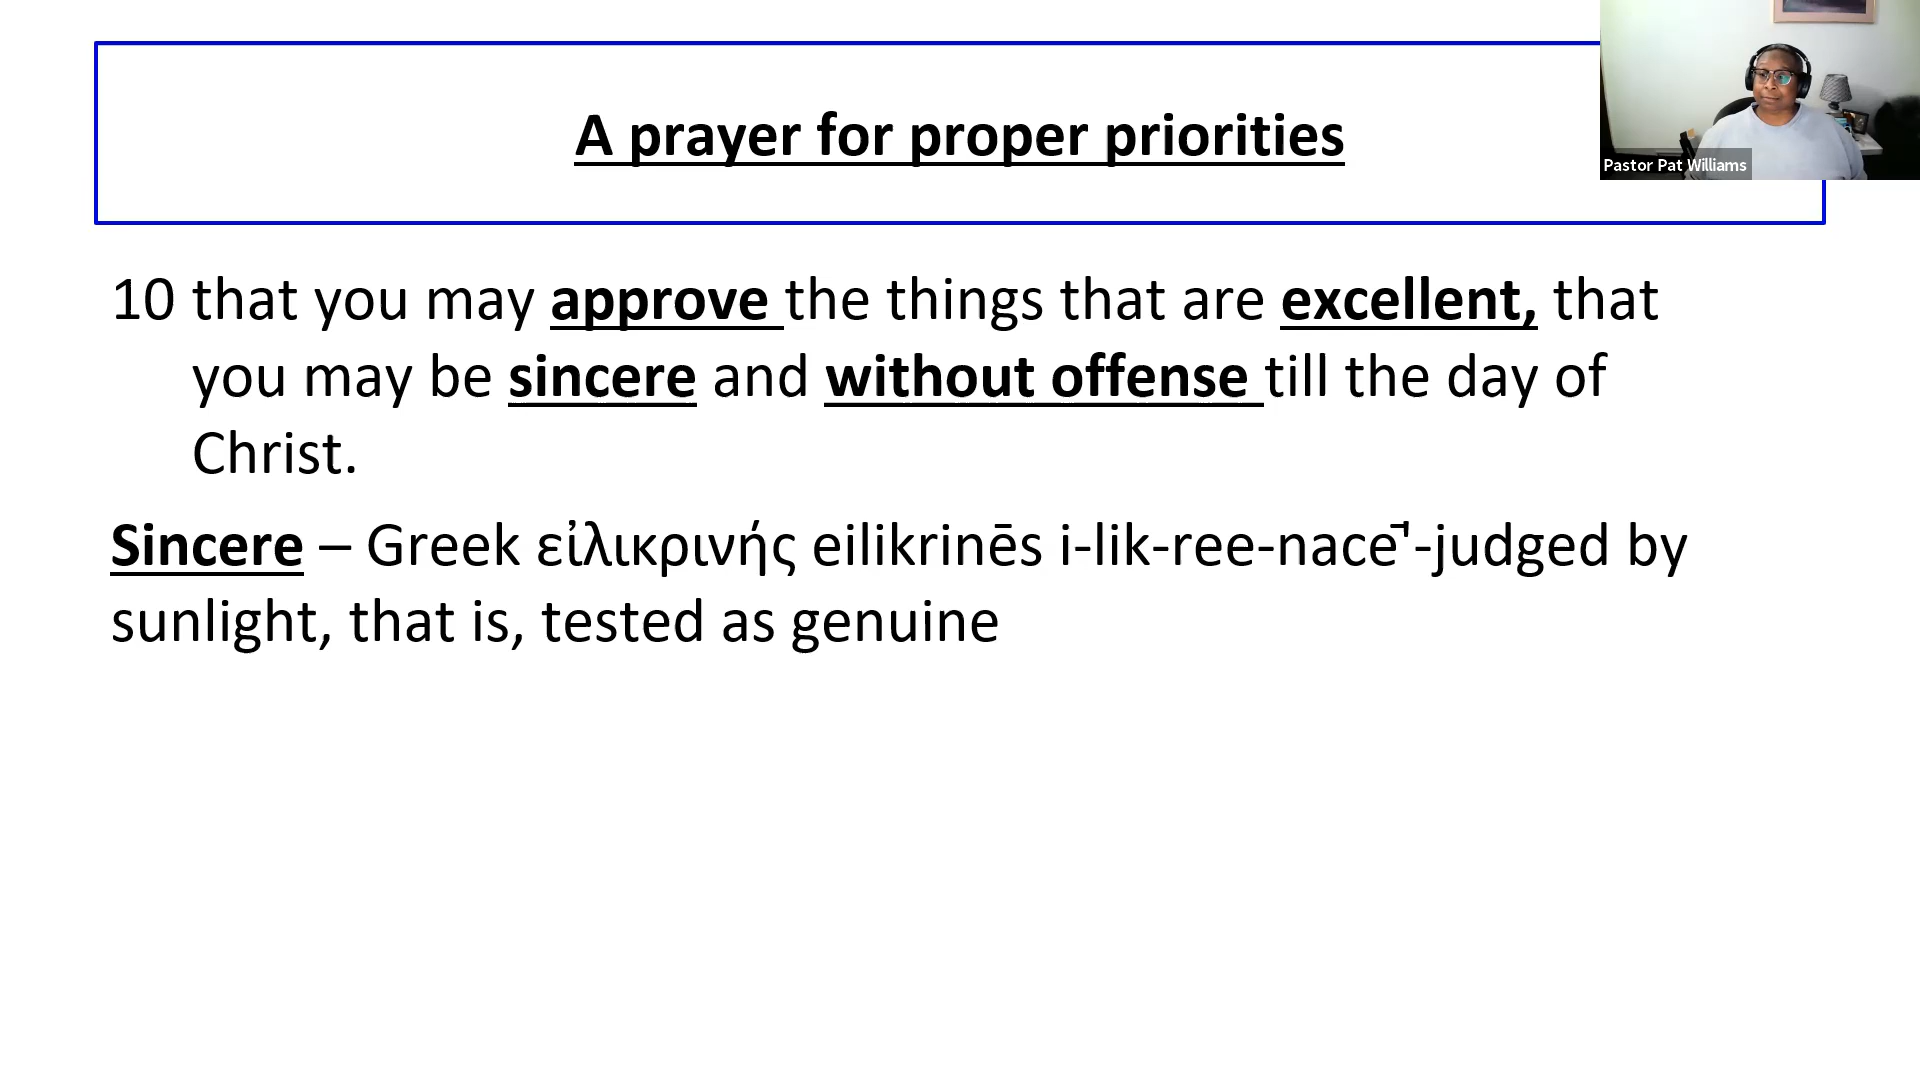 A prayer for proper priorities
Pastor Pat Williams
10 that you may approve the things that are excellent, that
you may be sincere and without offense till the day of
Christ.
Sincere – Greek εἰλικρινής eilikrinēs i-lik-ree-nace'̄-judged by
sunlight, that is, tested as genuine